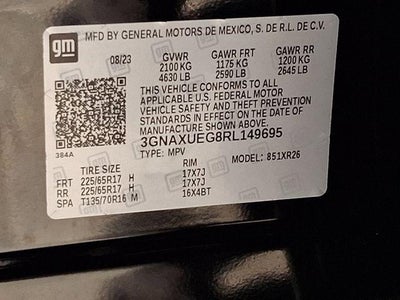 gm
MFD BY GENERAL MOTORS DE MEXICO, S. DE R.L. DE C.V.
08/23 GVWR GAWR FRT GAWR RR
2100 KG 1175 KG 1200 KG
4630 LB 2590 LB 2645 LB
THIS VEHICLE CONFORMS TO ALL
APPLICABLE U.S. FEDERAL MOTOR
VEHICLE SAFETY AND THEFT PREVENTION
STANDARDS IN EFFECT ON THE DATE OF
MANUFACTURE SHOWN ABOVE.
3GNAXUEG8RL149695
384A TYPE: MPV MODEL: 851XR26
TIRE SIZE RIM
FRT 225/65R17 H 17X7J
RR 225/65R17 H 17X7J
SPA T135/70R16 M 16X4BT